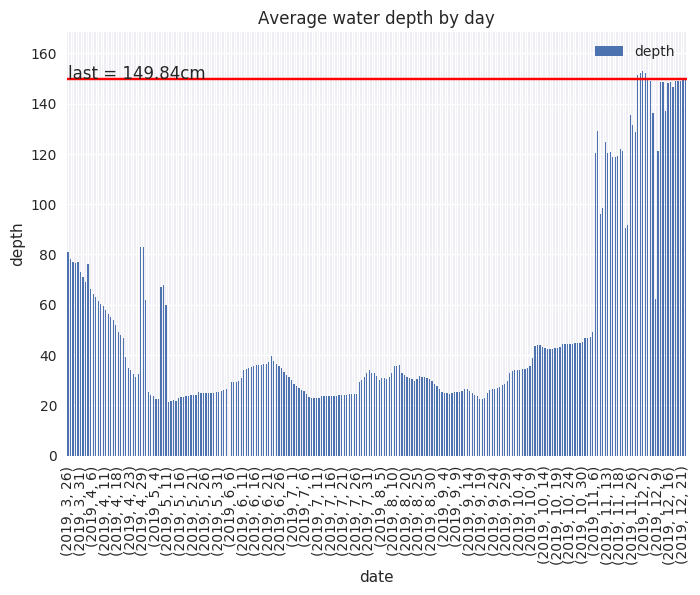 Average water depth by day
depth
last = 149.84cm
160
140
120
100
80
60
40
20
0
depth
(2019, 3, 26)
(2019, 3, 31)
(2019, 4, 6)
(2019, 4, 11)
(2019, 4, 18)
(2019, 4, 23)
(2019, 4, 29)
(2019, 5, 4)
(2019, 5, 11)
(2019, 5, 16)
(2019, 5, 21)
(2019, 5, 26)
(2019, 5, 31)
(2019, 6, 6)
(2019, 6, 11)
(2019, 6, 16)
(2019, 6, 21)
(2019, 6, 26)
(2019, 7, 1)
(2019, 7, 6)
(2019, 7, 11)
(2019, 7, 16)
(2019, 7, 21)
(2019, 7, 26)
(2019, 7, 31)
(2019, 8, 5)
(2019, 8, 10)
(2019, 8, 20)
(2019, 8, 25)
(2019, 8, 30)
(2019, 9, 4)
(2019, 9, 9)
(2019, 9, 14)
(2019, 9, 19)
(2019, 9, 24)
(2019, 9, 29)
(2019, 10, 4)
(2019, 10, 9)
(2019, 10, 14)
(2019, 10, 19)
(2019, 10, 24)
(2019, 10, 30)
(2019, 11, 6)
(2019, 11, 13)
(2019, 11, 18)
(2019, 11, 26)
(2019, 12, 2)
(2019, 12, 9)
(2019, 12, 16)
(2019, 12, 21)
date